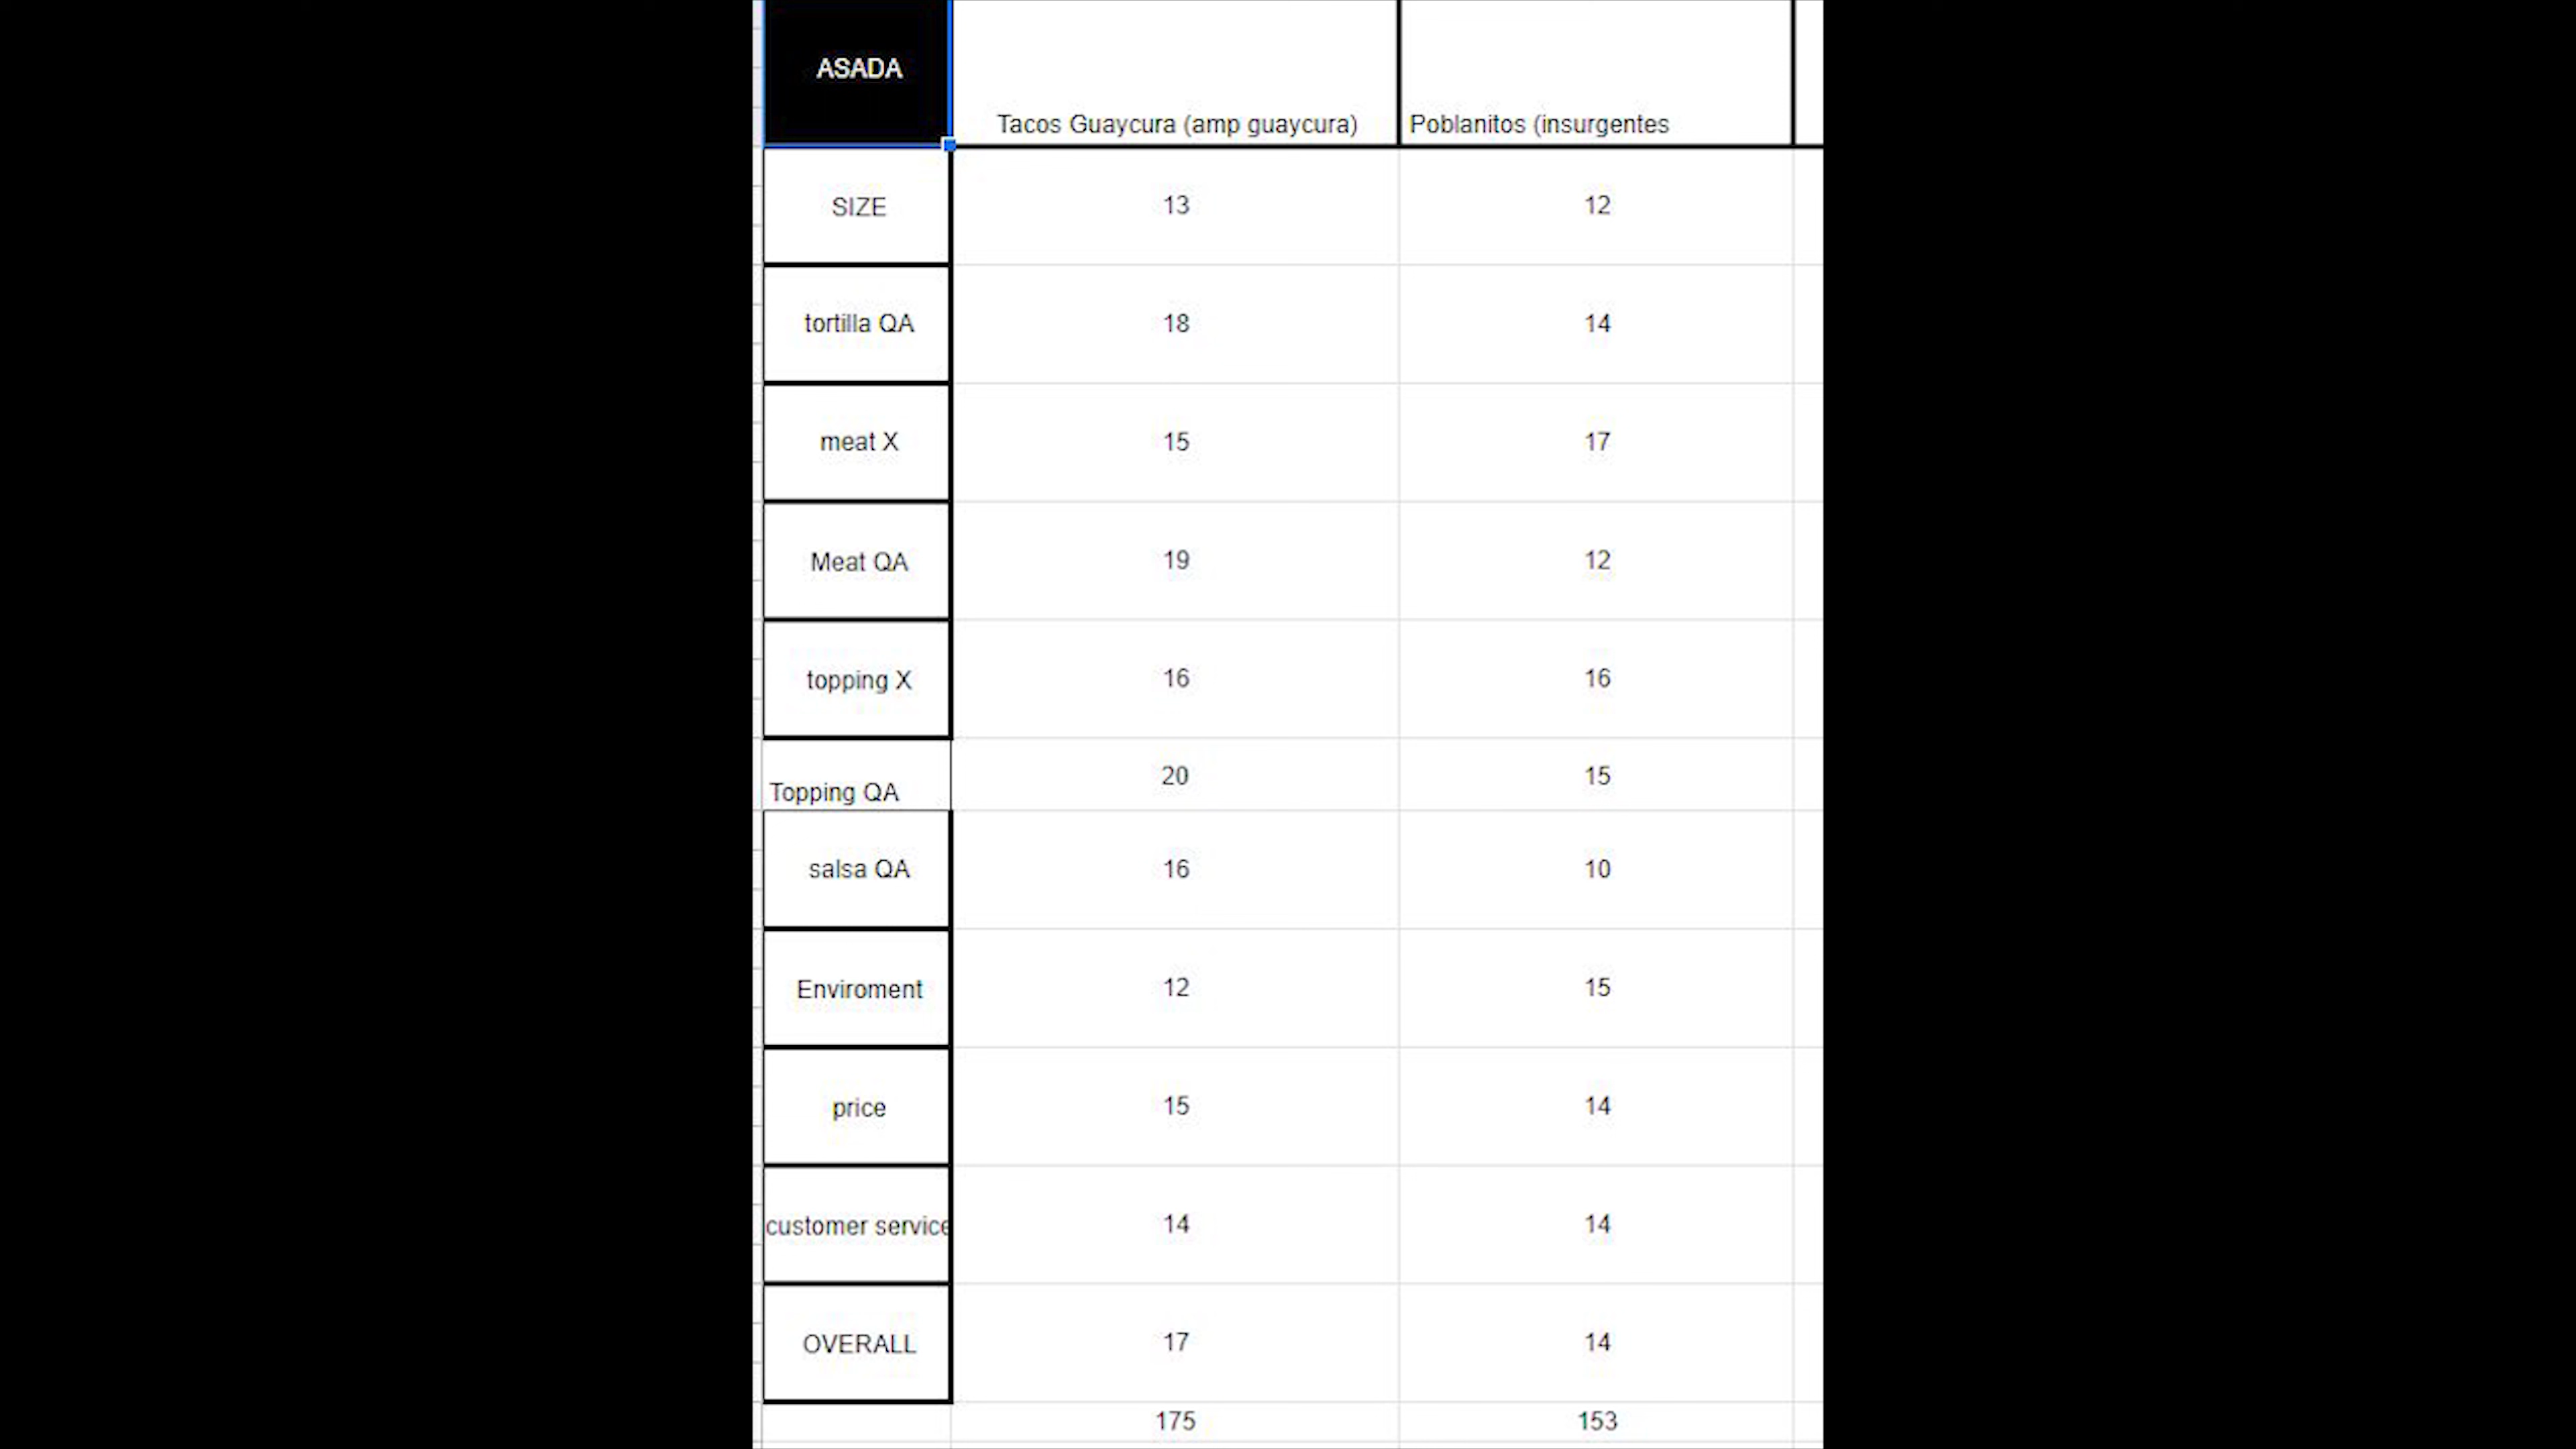 ASADA
Tacos Guaycura (amp guaycura)
Poblanitos (insurgentes
SIZE 13 12
tortilla QA 18 14
meat X 15 17
Meat QA 19 12
topping X 16 16
Topping QA 20 15
salsa QA 16 10
Enviroment 12 15
price 15 14
customer service 14 14
OVERALL 17 14
175 153